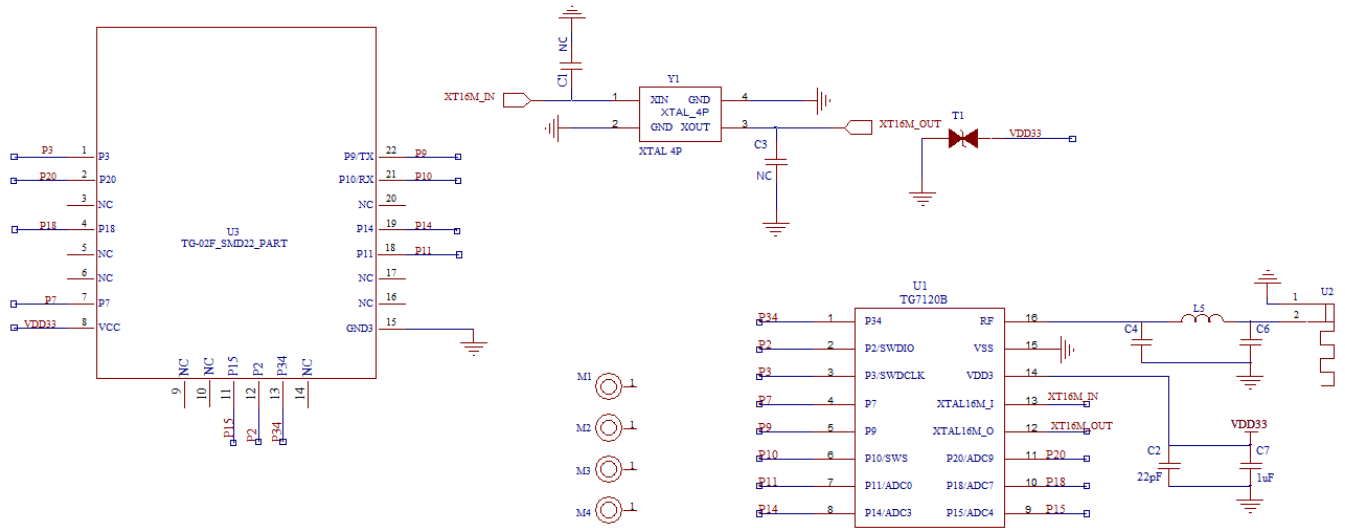 NC
C1
XT16M_IN
1
XIN
GND
4
Y1
XTAL_4P
2
GND
XOUT
3
XTAL 4P
XT16M_OUT
C3
NC
T1
VDD33
P3
1
P3
P20
2
P20
3
NC
P18
4
P18
5
NC
6
NC
P7
7
P7
VDD33
8
VCC
U3
TG-02F_SMD22_PART
P9/TX
22
P9
P10/RX
21
P10
NC
20
P14
19
P14
P11
18
P11
NC
17
NC
16
GND3
15
NC
NC
P15
P2
P34
NC
9
10
11
12
13
14
P15
P2
P34
M1
1
M2
1
M3
1
M4
1
U1
TG7120B
P34
1
P34
P2
2
P2/SWDIO
P3
3
P3/SWDCLK
P7
4
P7
P9
5
P9
P10
6
P10/SWS
P11
7
P11/ADC0
P14
8
P14/ADC3
RF
16
VSS
15
VDD3
14
XTAL16M_I
13
XT16M_IN
XTAL16M_O
12
XT16M_OUT
P20/ADC9
11
P20
P18/ADC7
10
P18
P15/ADC4
9
P15
C4
L5
C6
1
2
U2
VDD33
C2
22pF
C7
1uF